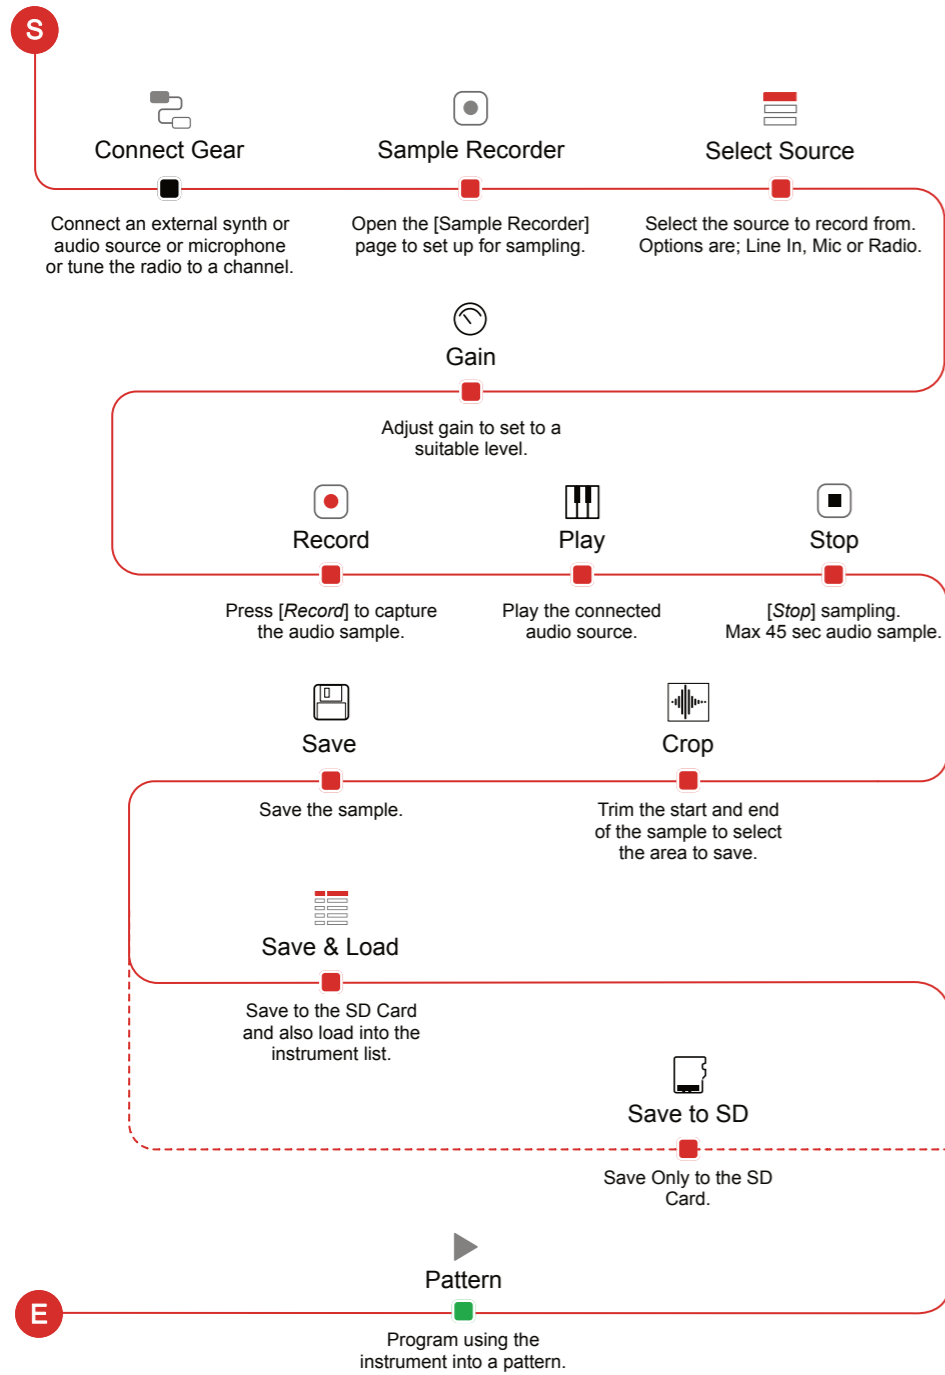 S
Connect Gear
Connect an external synth or
audio source or microphone
or tune the radio to a channel.
Sample Recorder
Open the [Sample Recorder]
page to set up for sampling.
Select Source
Select the source to record from.
Options are; Line In, Mic or Radio.
Gain
Adjust gain to set to a
suitable level.
Record
Press [Record] to capture
the audio sample.
Play
Play the connected
audio source.
Stop
[Stop] sampling.
Max 45 sec audio sample.
Save
Save the sample.
Crop
Trim the start and end
of the sample to select
the area to save.
Save & Load
Save to the SD Card
and also load into the
instrument list.
Save to SD
Save Only to the SD
Card.
Pattern
E
Program using the
instrument into a pattern.